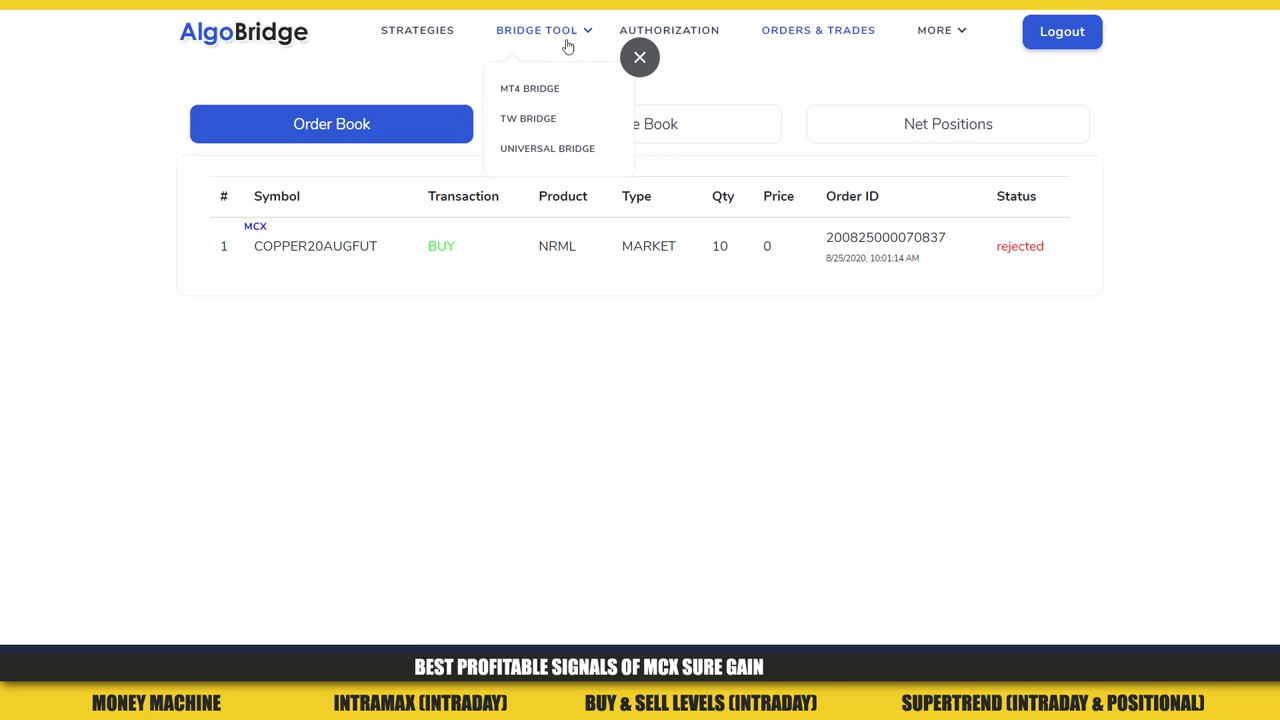 AlgoBridge
STRATEGIES
BRIDGE TOOL
AUTHORIZATION
ORDERS & TRADES
MORE
Logout
MT4 BRIDGE
TW BRIDGE
UNIVERSAL BRIDGE
Order Book
e Book
Net Positions
# Symbol Transaction Product Type Qty Price Order ID Status
MCX
1 COPPER20AUGFUT BUY NRML MARKET 10 0 200825000070837 rejected
8/25/2020, 10:01:14 AM
BEST PROFITABLE SIGNALS OF MCX SURE GAIN
MONEY MACHINE INTRAMAX (INTRADAY) BUY & SELL LEVELS (INTRADAY) SUPERTREND (INTRADAY & POSITIONAL)